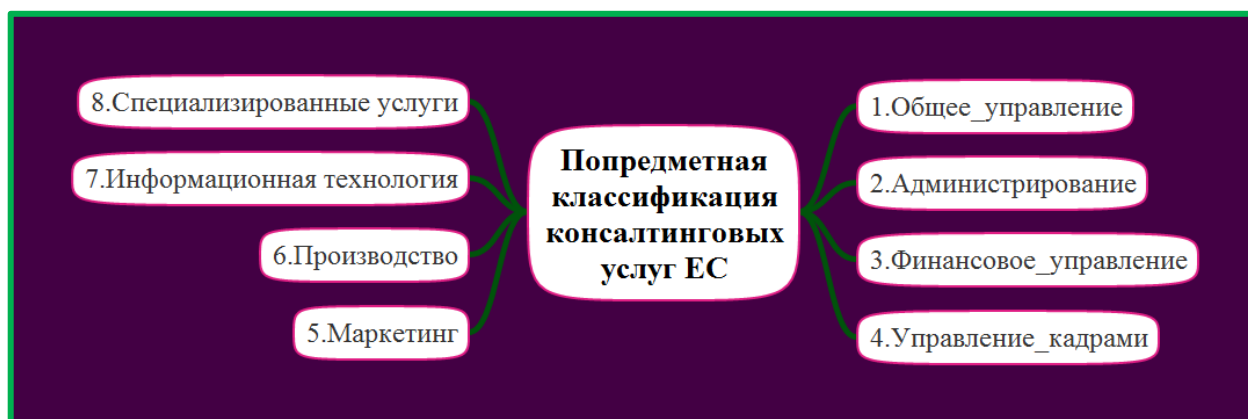 Попредметная
классификация
консалтинговых
услуг ЕС
1.Общее_управление
2.Администрирование
3.Финансовое_управление
4.Управление_кадрами
5.Маркетинг
6.Производство
7.Информационная технология
8.Специализированные услуги